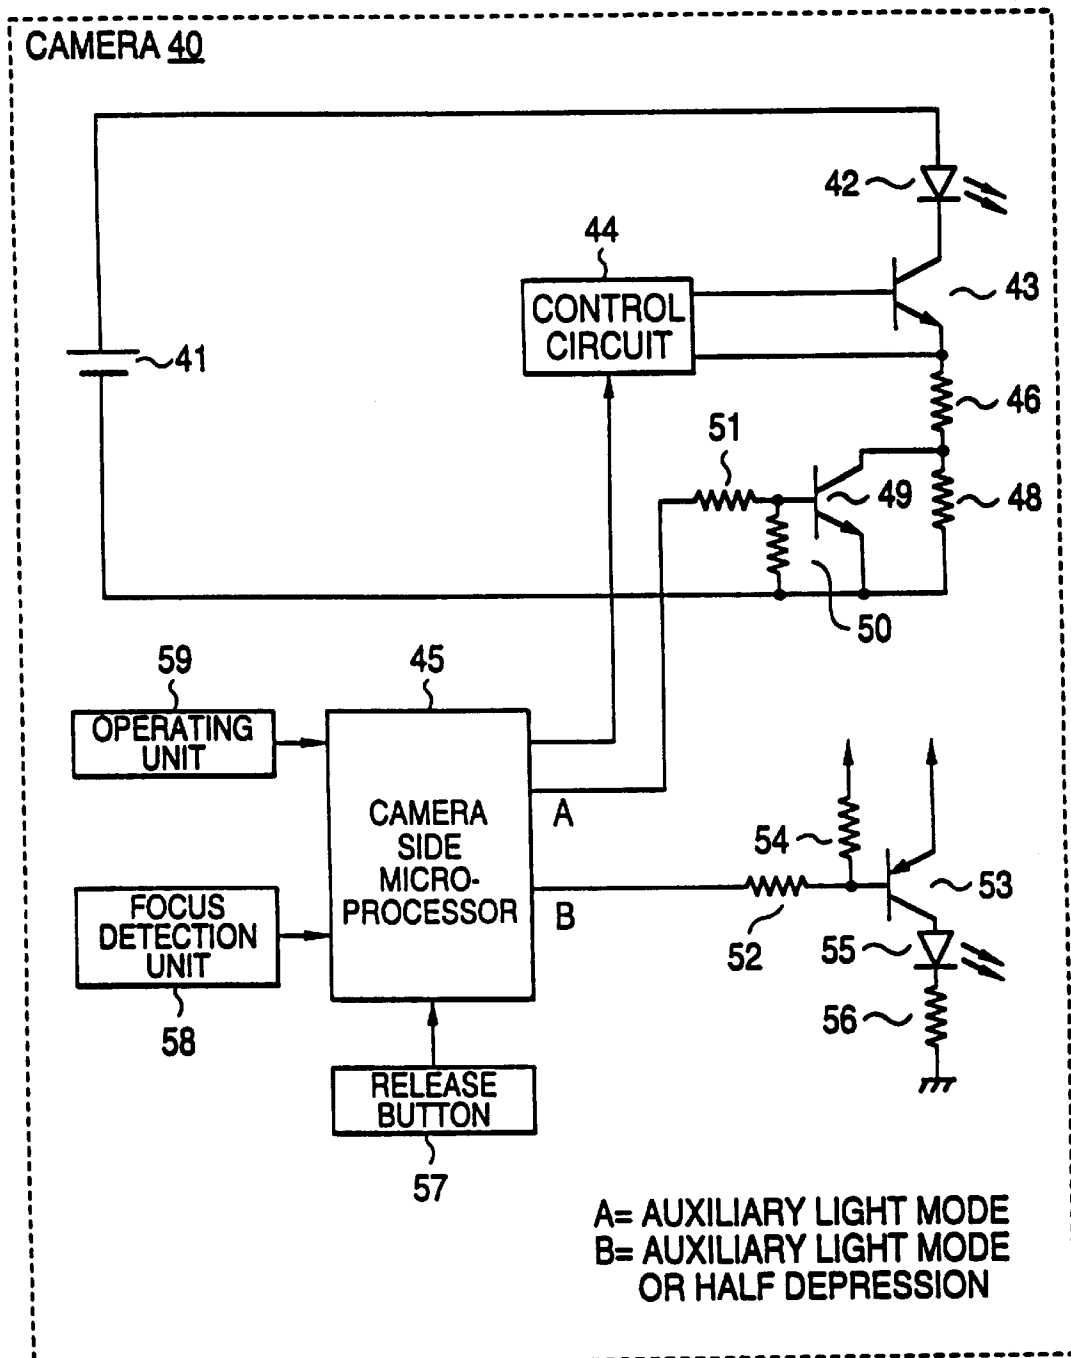 CAMERA 40
42
44
CONTROL
CIRCUIT
43
41
46
51
49
48
50
59
45
OPERATING
UNIT
CAMERA
SIDE
MICRO-
PROCESSOR
A
54
B
53
FOCUS
DETECTION
UNIT
52
55
58
56
RELEASE
BUTTON
57
A= AUXILIARY LIGHT MODE
B= AUXILIARY LIGHT MODE
OR HALF DEPRESSION